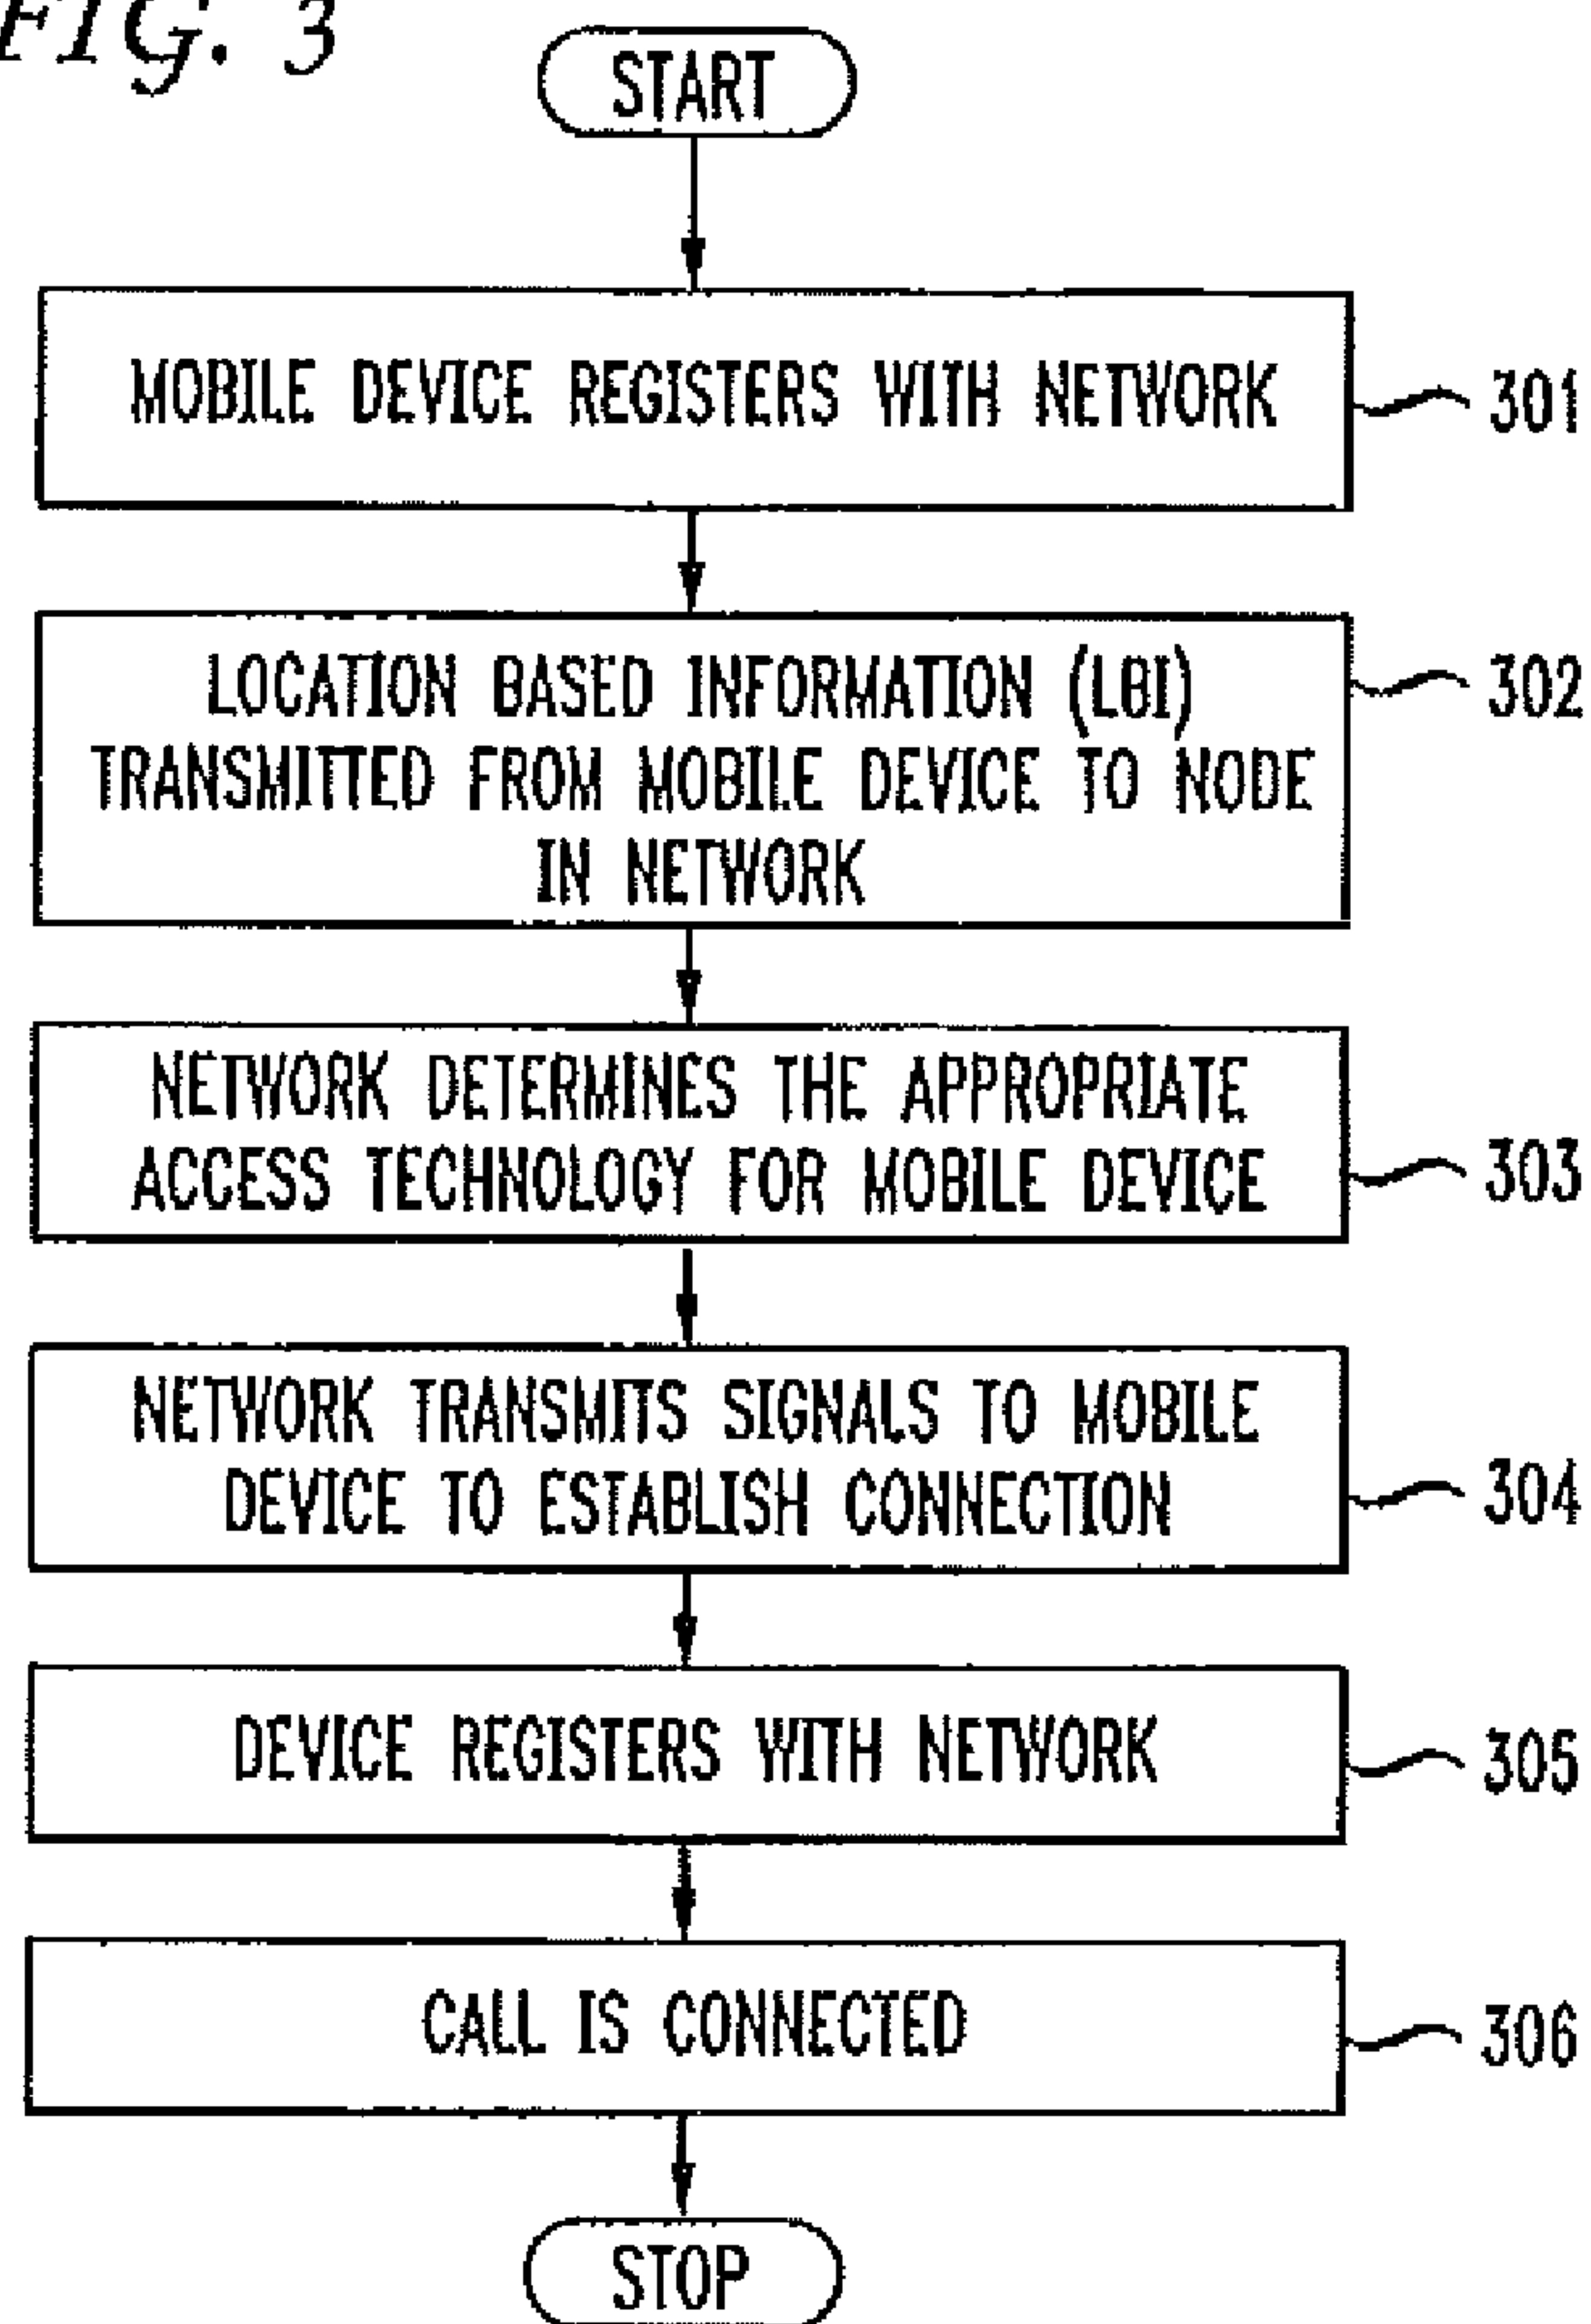 FIG. 3
START
MOBILE DEVICE REGISTERS WITH NETWORK
301
LOCATION BASED INFORMATION (LBI)
302
TRANSMITTED FROM MOBILE DEVICE TO NODE
IN NETWORK
NETWORK DETERMINES THE APPROPRIATE
ACCESS TECHNOLOGY FOR MOBILE DEVICE
303
NETWORK TRANSMITS SIGNALS TO MOBILE
DEVICE TO ESTABLISH CONNECTION
304
DEVICE REGISTERS WITH NETWORK
305
CALL IS CONNECTED
306
STOP